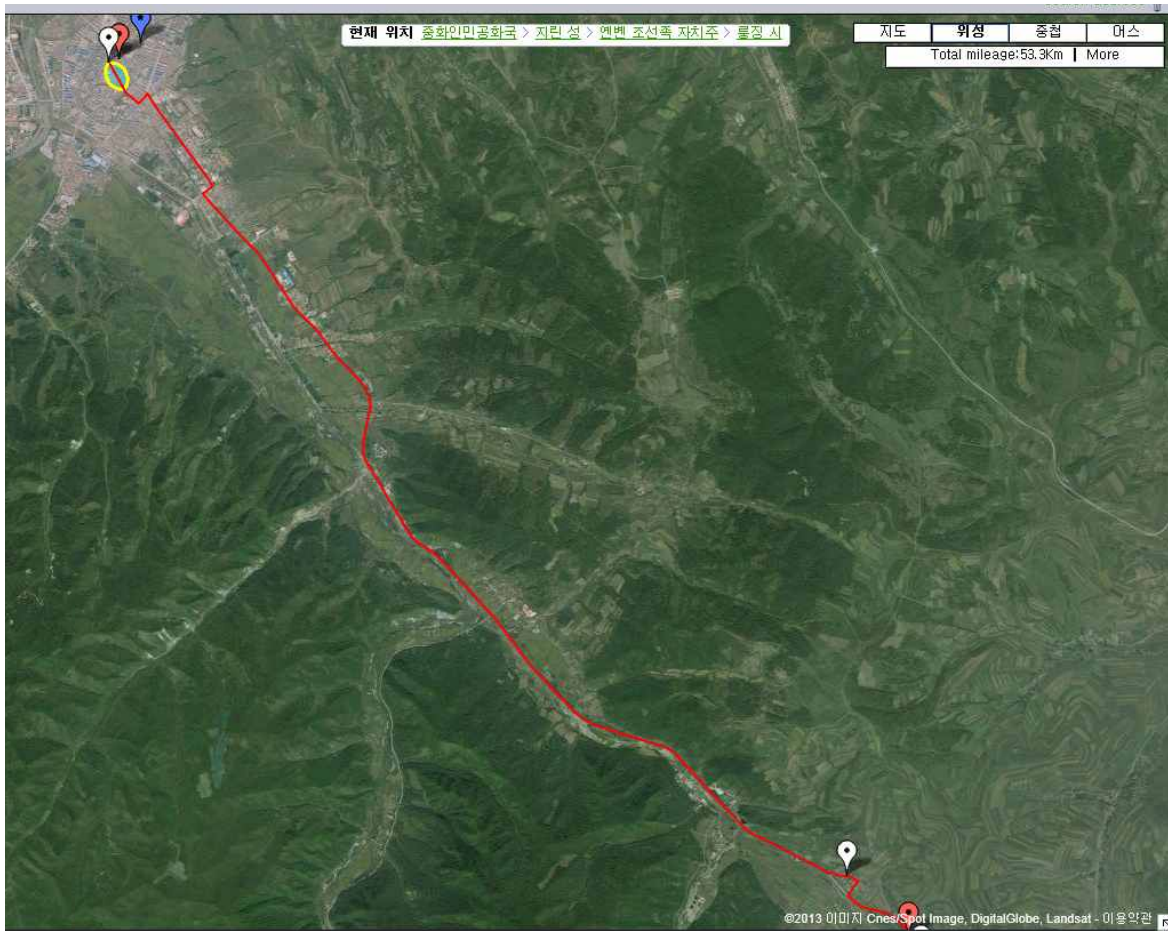 현재 위치 중화인민공화국 > 지린 성 > 옌볜 조선족 자치주 > 룽징 시
지도 위성 중첩 머스
Total mileage:53.3Km | More
©2013 이미지 Cnes/Spot Image, DigitalGlobe, Landsat - 이용약관